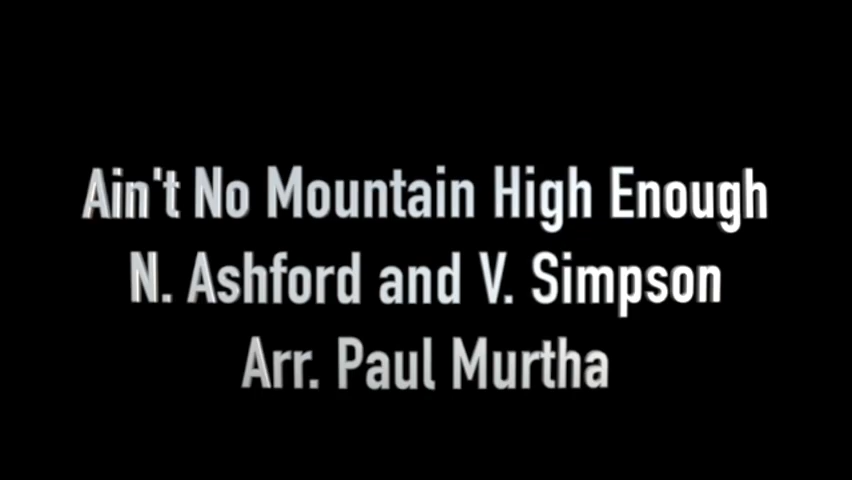 Ain't No Mountain High Enough
N. Ashford and V. Simpson
Arr. Paul Murtha